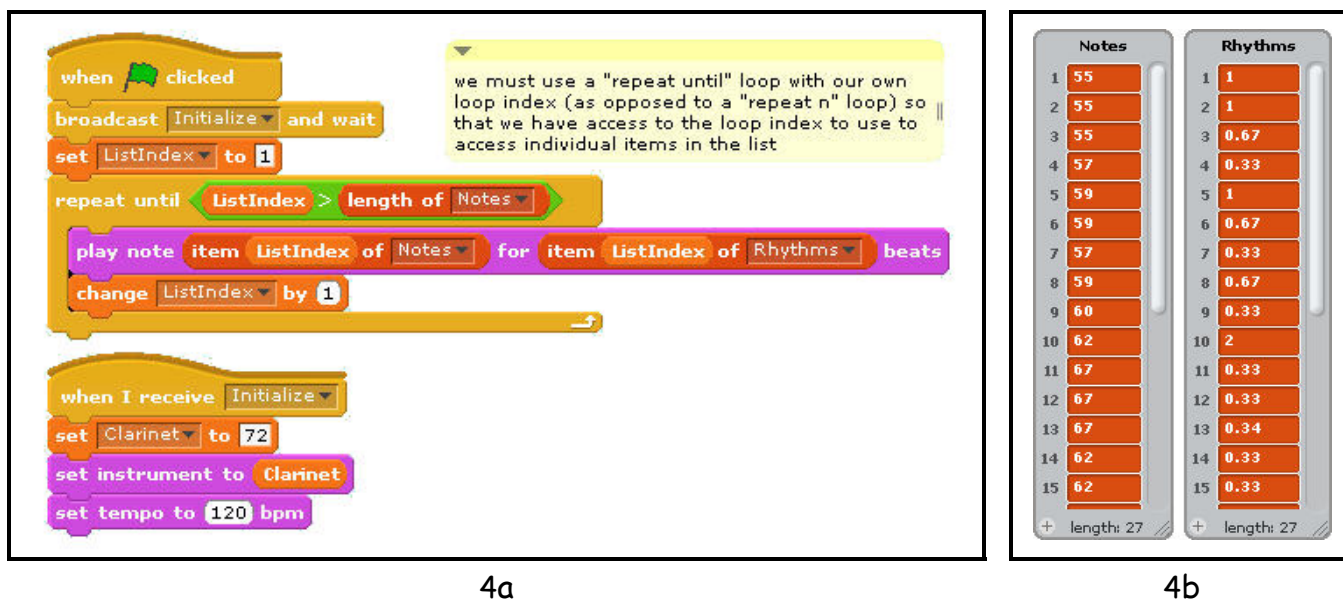 when clicked
broadcast Initialize and wait
set ListIndex to 1
repeat until ListIndex > length of Notes
play note item ListIndex of Notes for item ListIndex of Rhythms beats
change ListIndex by 1
we must use a "repeat until" loop with our own
loop index (as opposed to a "repeat n" loop) so
that we have access to the loop index to use to
access individual items in the list
when I receive Initialize
set Clarinet to 72
set instrument to Clarinet
set tempo to 120 bpm
4a
Notes
1 55
2 55
3 55
4 57
5 59
6 59
7 57
8 59
9 60
10 62
11 67
12 67
13 67
14 62
15 62
+ length: 27
Rhythms
1 1
2 1
3 0.67
4 0.33
5 1
6 0.67
7 0.33
8 0.67
9 0.33
10 2
11 0.33
12 0.33
13 0.34
14 0.33
15 0.33
+ length: 27
4b